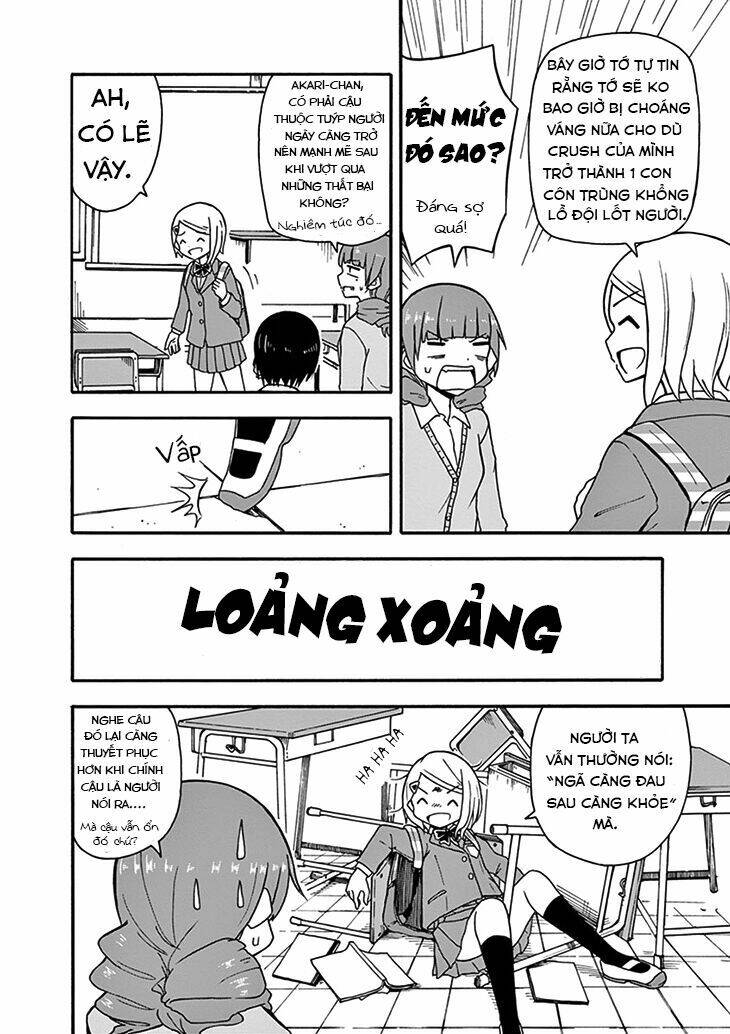 BÂY GIỜ TỚ TỰ TIN
RẰNG TỚ SẼ KO
BAO GIỜ BỊ CHOÁNG
VÁNG NỮA CHO DÙ
CRUSH CỦA MÌNH
TRỞ THÀNH 1 CON
CÔN TRÙNG KHỔNG
LỒ ĐỘI LỐT NGƯỜI.
ĐẾN MỨC
ĐÓ SAO?
Đáng sợ
quá!
AKARI-CHAN,
CÓ PHẢI CẬU
THUỘC TUÝP NGƯỜI
NGÀY CÀNG TRỞ
NÊN MẠNH MẼ SAU
KHI VƯỢT QUA
NHỮNG THẤT BẠI
KHÔNG?
Nghiêm túc đó...
AH,
CÓ LẼ
VẬY.
Vấp
LOẢNG XOẢNG
NGƯỜI TA
VẪN THƯỜNG NÓI:
"NGÃ CÀNG ĐAU
SAU CÀNG KHỎE"
MÀ.
HA HA HA
NGHE CÂU
ĐÓ LẠI CÀNG
THUYẾT PHỤC
HƠN KHI CHÍNH
CẬU LÀ NGƯỜI
NÓI RA....
Mà cậu vẫn ổn
đó chứ?